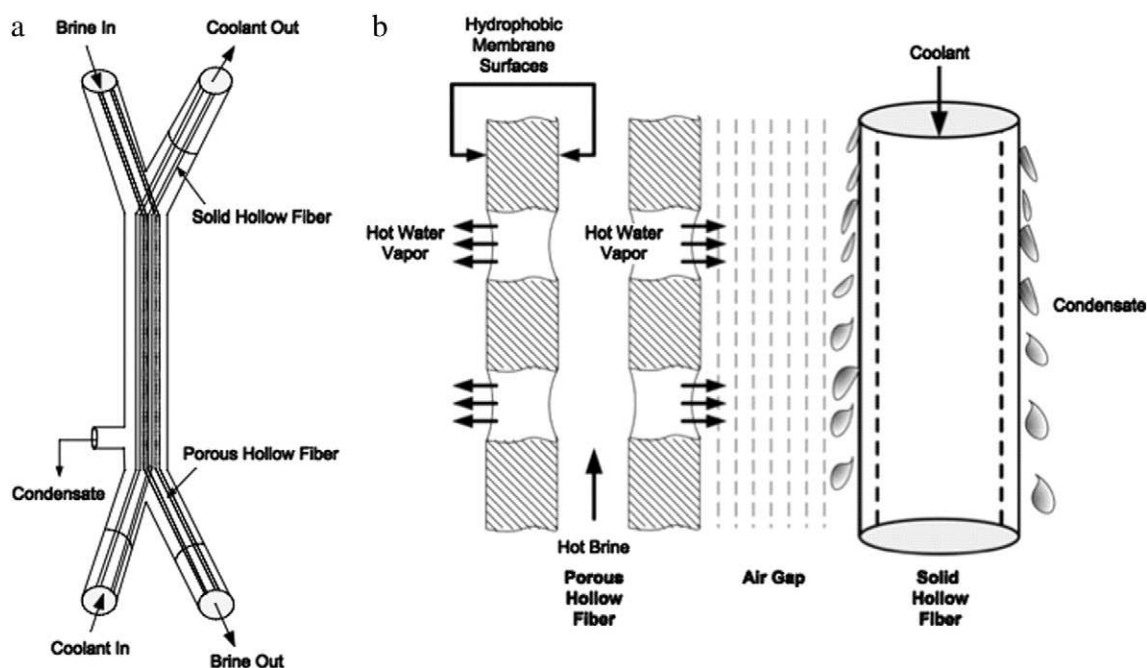 a
Brine In
Coolant Out
Solid Hollow Fiber
Porous Hollow Fiber
Condensate
Coolant In
Brine Out
b
Hydrophobic
Membrane
Surfaces
Coolant
Hot Water
Vapor
Hot Water
Vapor
Condensate
Hot Brine
Porous
Hollow
Fiber
Air Gap
Solid
Hollow
Fiber